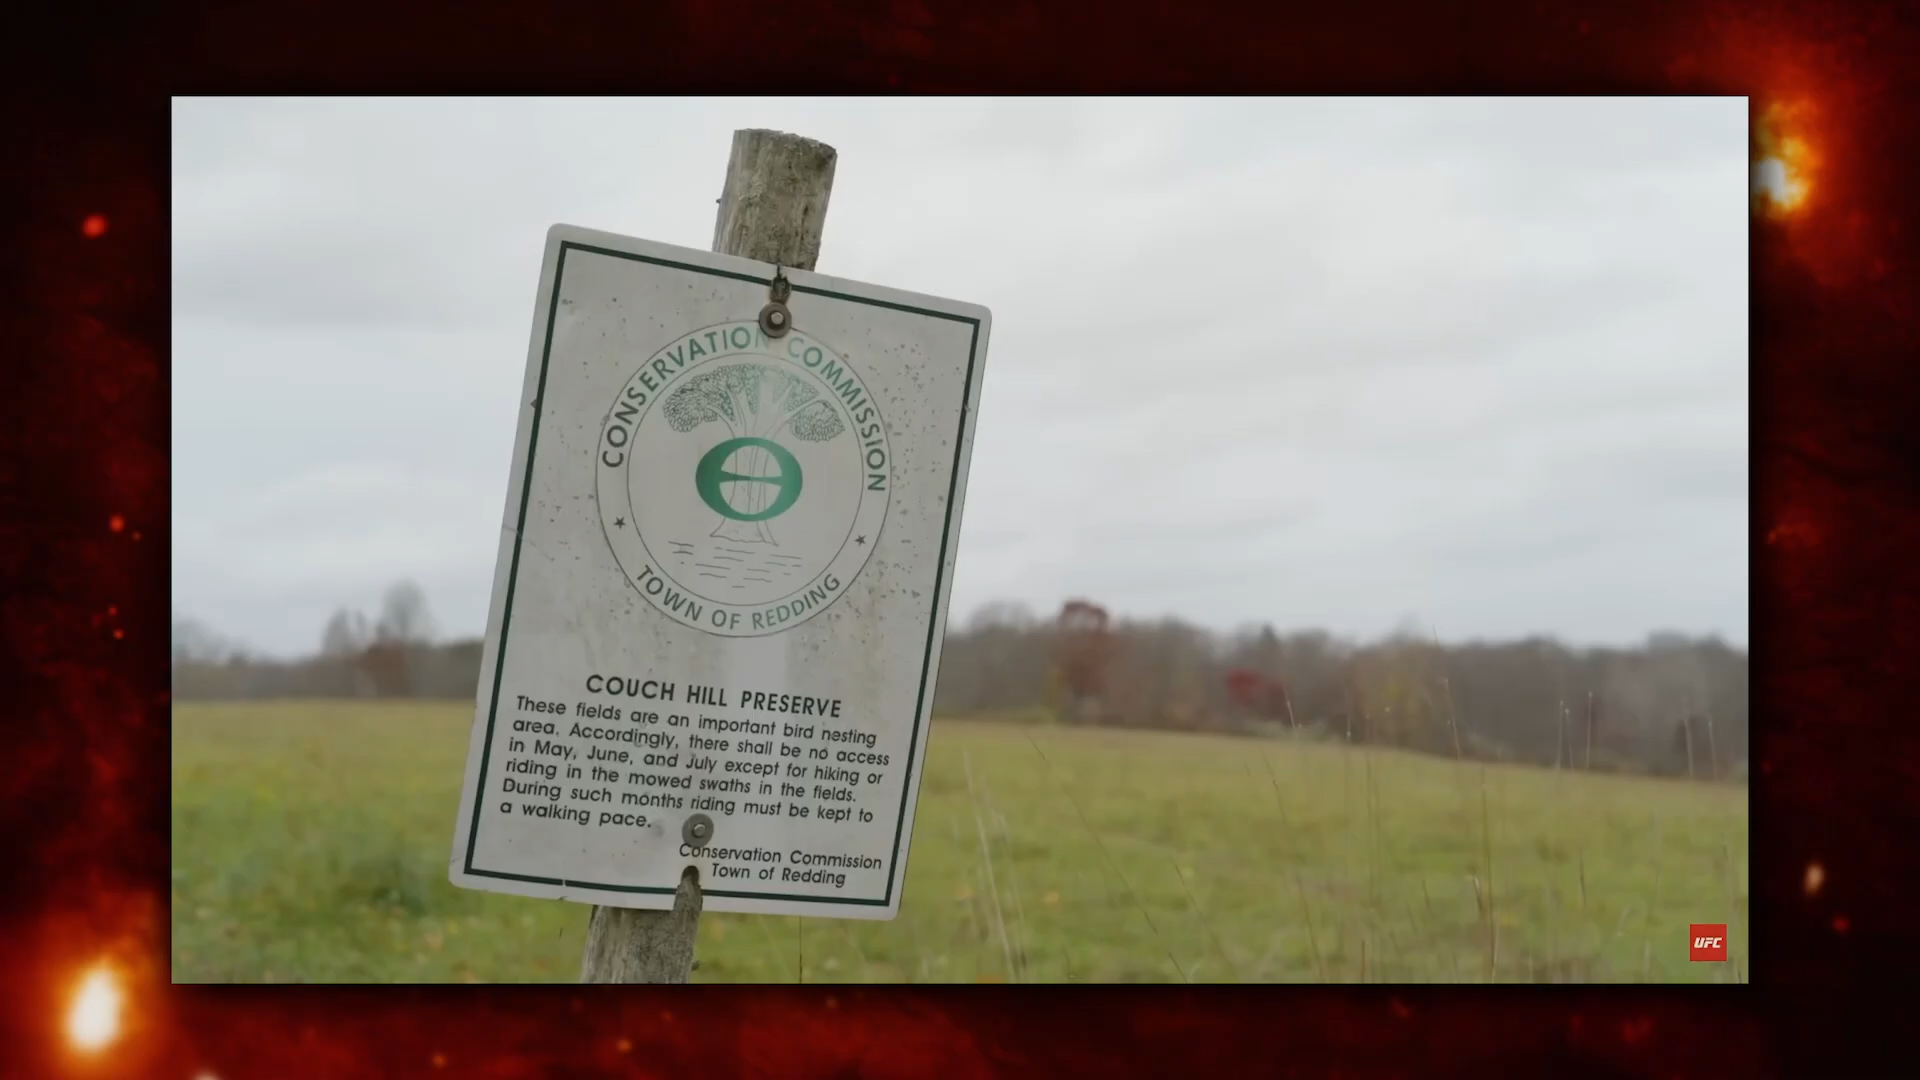 CONSERVATION COMMISSION
TOWN OF REDDING
COUCH HILL PRESERVE
These fields are an important bird nesting
area. Accordingly, there shall be no access
in May, June, and July except for hiking or
riding in the mowed swaths in the fields.
During such months riding must be kept to
a walking pace.
Conservation Commission
Town of Redding
UFC